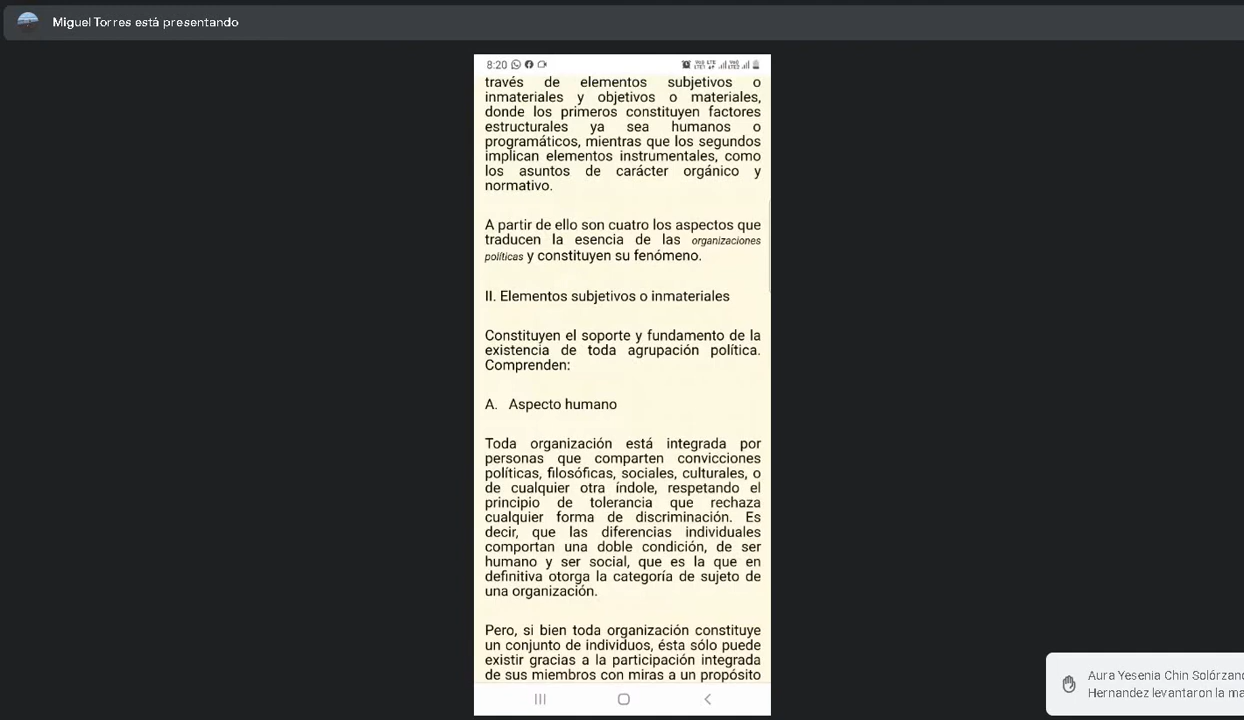 Miguel Torres está presentando
8:20
través de elementos subjetivos o
inmateriales y objetivos o materiales,
donde los primeros constituyen factores
estructurales ya sea humanos o
programáticos, mientras que los segundos
implican elementos instrumentales, como
los asuntos de carácter orgánico y
normativo.
A partir de ello son cuatro los aspectos que
traducen la esencia de las organizaciones
políticas y constituyen su fenómeno.
II. Elementos subjetivos o inmateriales
Constituyen el soporte y fundamento de la
existencia de toda agrupación política.
Comprenden:
A. Aspecto humano
Toda organización está integrada por
personas que comparten convicciones
políticas, filosóficas, sociales, culturales, o
de cualquier otra índole, respetando el
principio de tolerancia que rechaza
cualquier forma de discriminación. Es
decir, que las diferencias individuales
comportan una doble condición, de ser
humano y ser social, que es la que en
definitiva otorga la categoría de sujeto de
una organización.
Pero, si bien toda organización constituye
un conjunto de individuos, ésta sólo puede
existir gracias a la participación integrada
de sus miembros con miras a un propósito
Aura Yesenia Chin Solórzano
Hernandez levantaron la ma